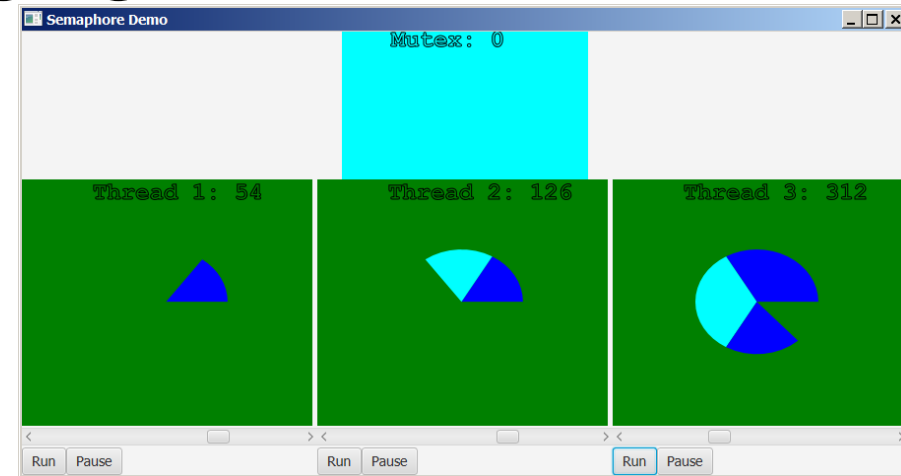 Semaphore Demo
Mutex: 0
Thread 1: 54
Thread 2: 126
Thread 3: 312
Run Pause
Run Pause
Run Pause